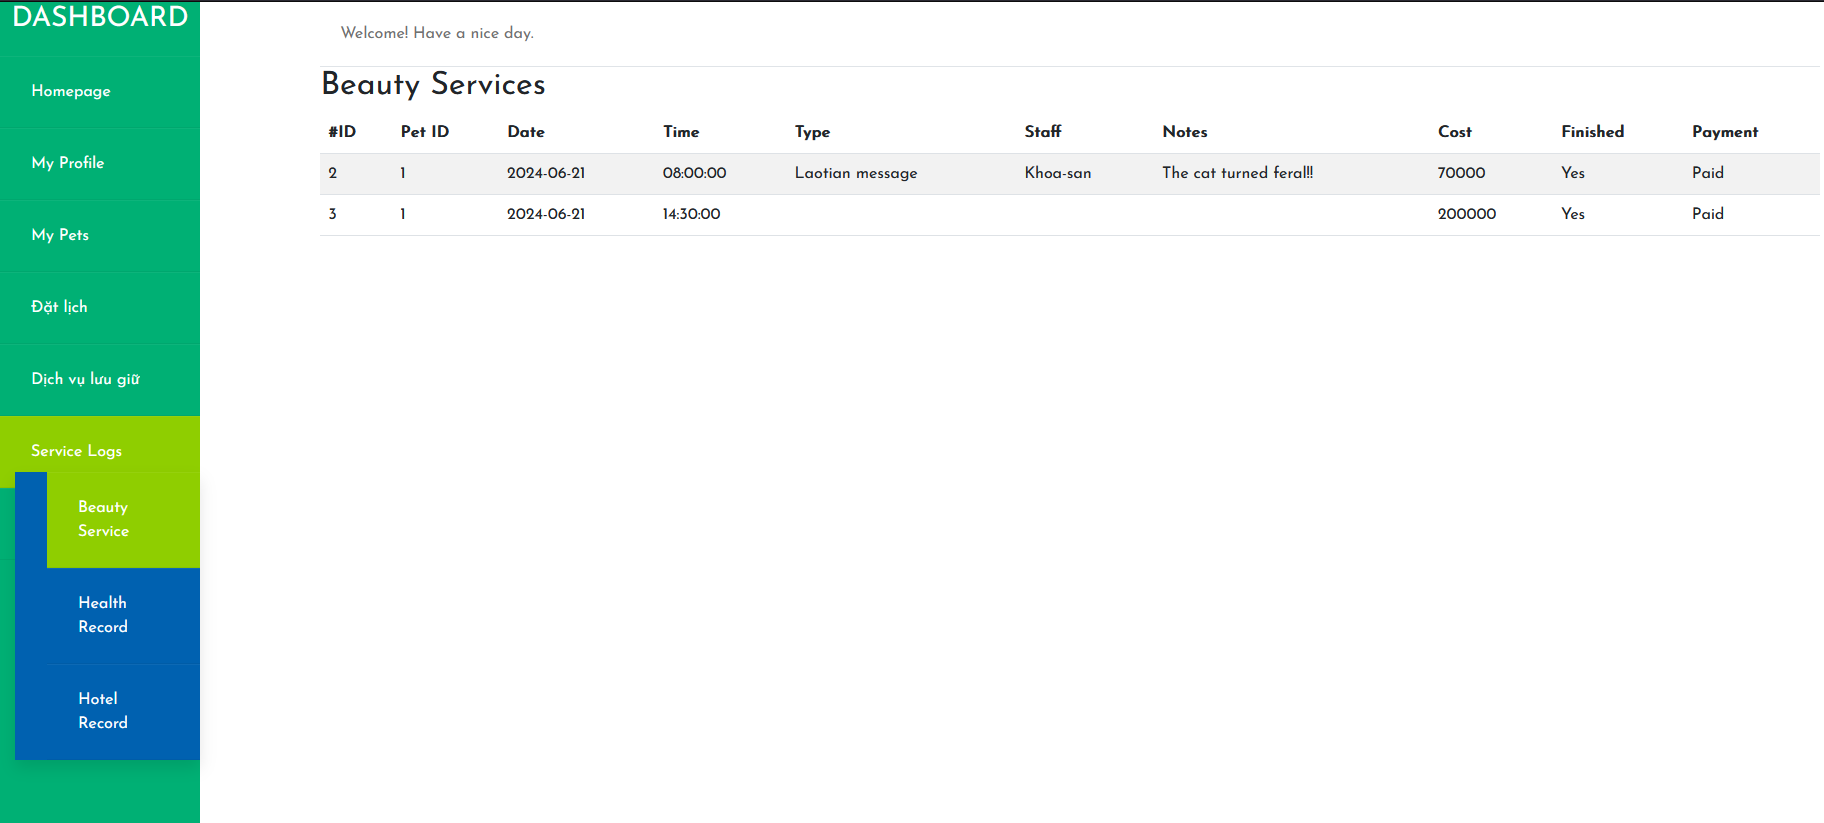 DASHBOARD
Homepage
My Profile
My Pets
Đặt lịch
Dịch vụ lưu giữ
Service Logs
Beauty
Service
Health
Record
Hotel
Record
Welcome! Have a nice day.
Beauty Services
#ID Pet ID Date Time Type Staff Notes Cost Finished Payment
2 1 2024-06-21 08:00:00 Laotian message Khoa-san The cat turned feral!!! 70000 Yes Paid
3 1 2024-06-21 14:30:00 200000 Yes Paid